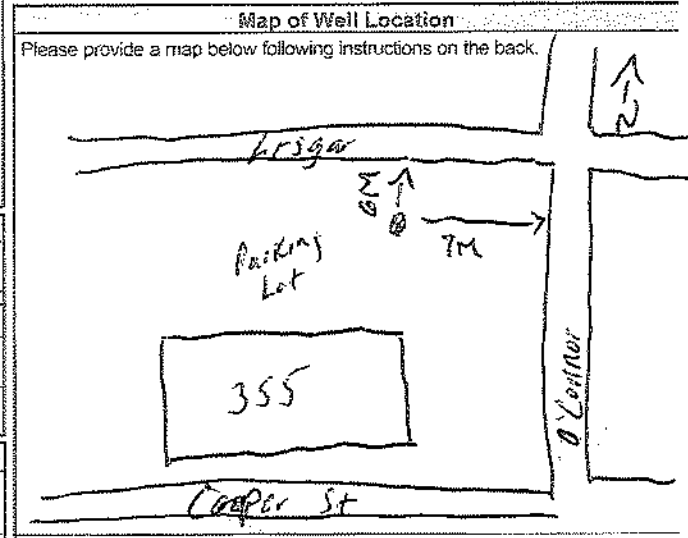 Map of Well Location
Please provide a map below following instructions on the back.
N
Lisgar
6M
7M
Parking
Lot
355
O'Connor
Cooper St